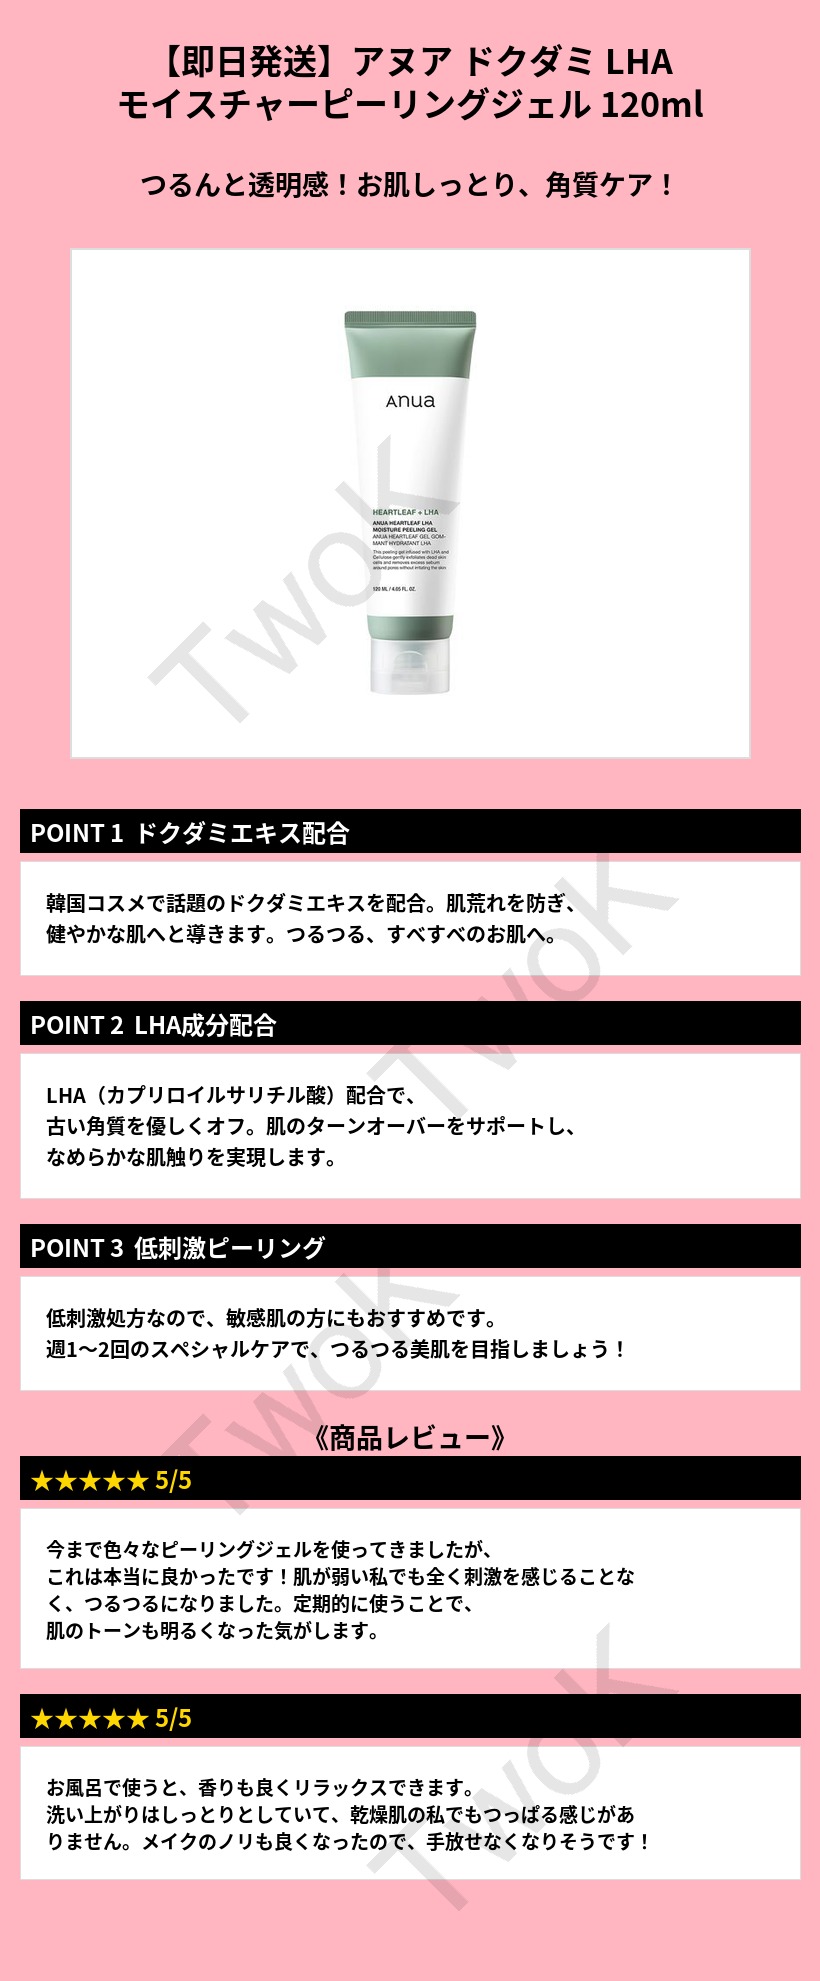 【即日発送】アヌア ドクダミ LHA
モイスチャーピーリングジェル 120ml
つるんと透明感！お肌しっとり、角質ケア！
Anua
HEARTLEAF + LHA
ANUA HEARTLEAF LHA
MOISTURE PEELING GEL
ANUA HEARTLEAF GEL GOM-
MANT HYDRATANT LHA
This peeling gel infused with LHA and
Cellulose gently exfoliates dead skin
cells and removes excess sebum
around pores without irritating the skin
120 ML / 4.05 FL. OZ.
TwoK
POINT 1 ドクダミエキス配合
韓国コスメで話題のドクダミエキスを配合。肌荒れを防ぎ、
健やかな肌へと導きます。つるつる、すべすべのお肌へ。
TwoK
POINT 2 LHA成分配合
LHA（カプリロイルサリチル酸）配合で、
古い角質を優しくオフ。肌のターンオーバーをサポートし、
なめらかな肌触りを実現します。
POINT 3 低刺激ピーリング
低刺激処方なので、敏感肌の方にもおすすめです。
週1～2回のスペシャルケアで、つるつる美肌を目指しましょう！
TwoK
《商品レビュー》
★★★★★ 5/5
今まで色々なピーリングジェルを使ってきましたが、
これは本当に良かったです！肌が弱い私でも全く刺激を感じることな
く、つるつるになりました。定期的に使うことで、
肌のトーンも明るくなった気がします。
★★★★★ 5/5
お風呂で使うと、香りも良くリラックスできます。
洗い上がりはしっとりとしていて、乾燥肌の私でもつっぱる感じがあ
りません。メイクのノリも良くなったので、手放せなくなりそうです！
TwoK